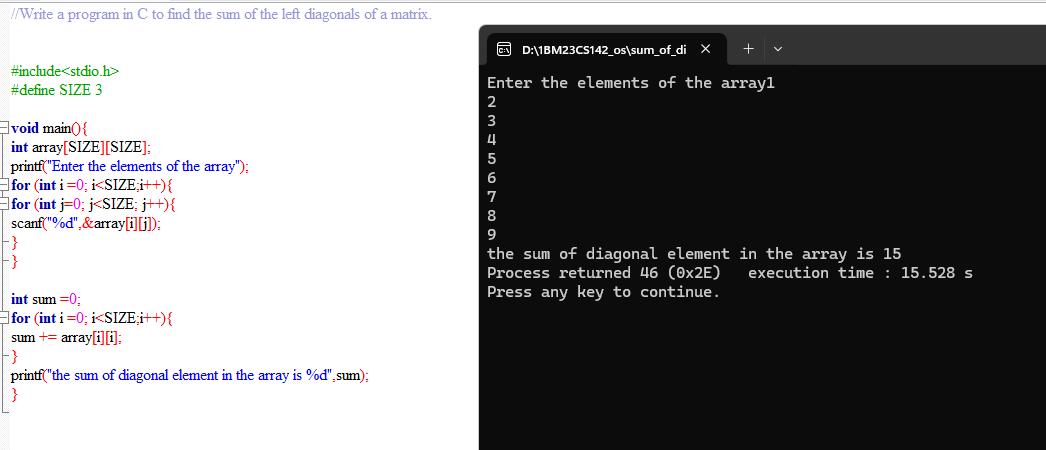 //Write a program in C to find the sum of the left diagonals of a matrix.
#include<stdio.h>
#define SIZE 3
void main(){
int array[SIZE][SIZE];
printf("Enter the elements of the array");
for (int i =0; i<SIZE;i++){
for (int j=0; j<SIZE; j++){
scanf("%d",&array[i][j]);
}
}
int sum =0;
for (int i =0; i<SIZE;i++){
sum += array[i][i];
}
printf("the sum of diagonal element in the array is %d",sum);
}
D:\1BM23CS142_os\sum_of_di
Enter the elements of the array1
2
3
4
5
6
7
8
9
the sum of diagonal element in the array is 15
Process returned 46 (0x2E)   execution time : 15.528 s
Press any key to continue.